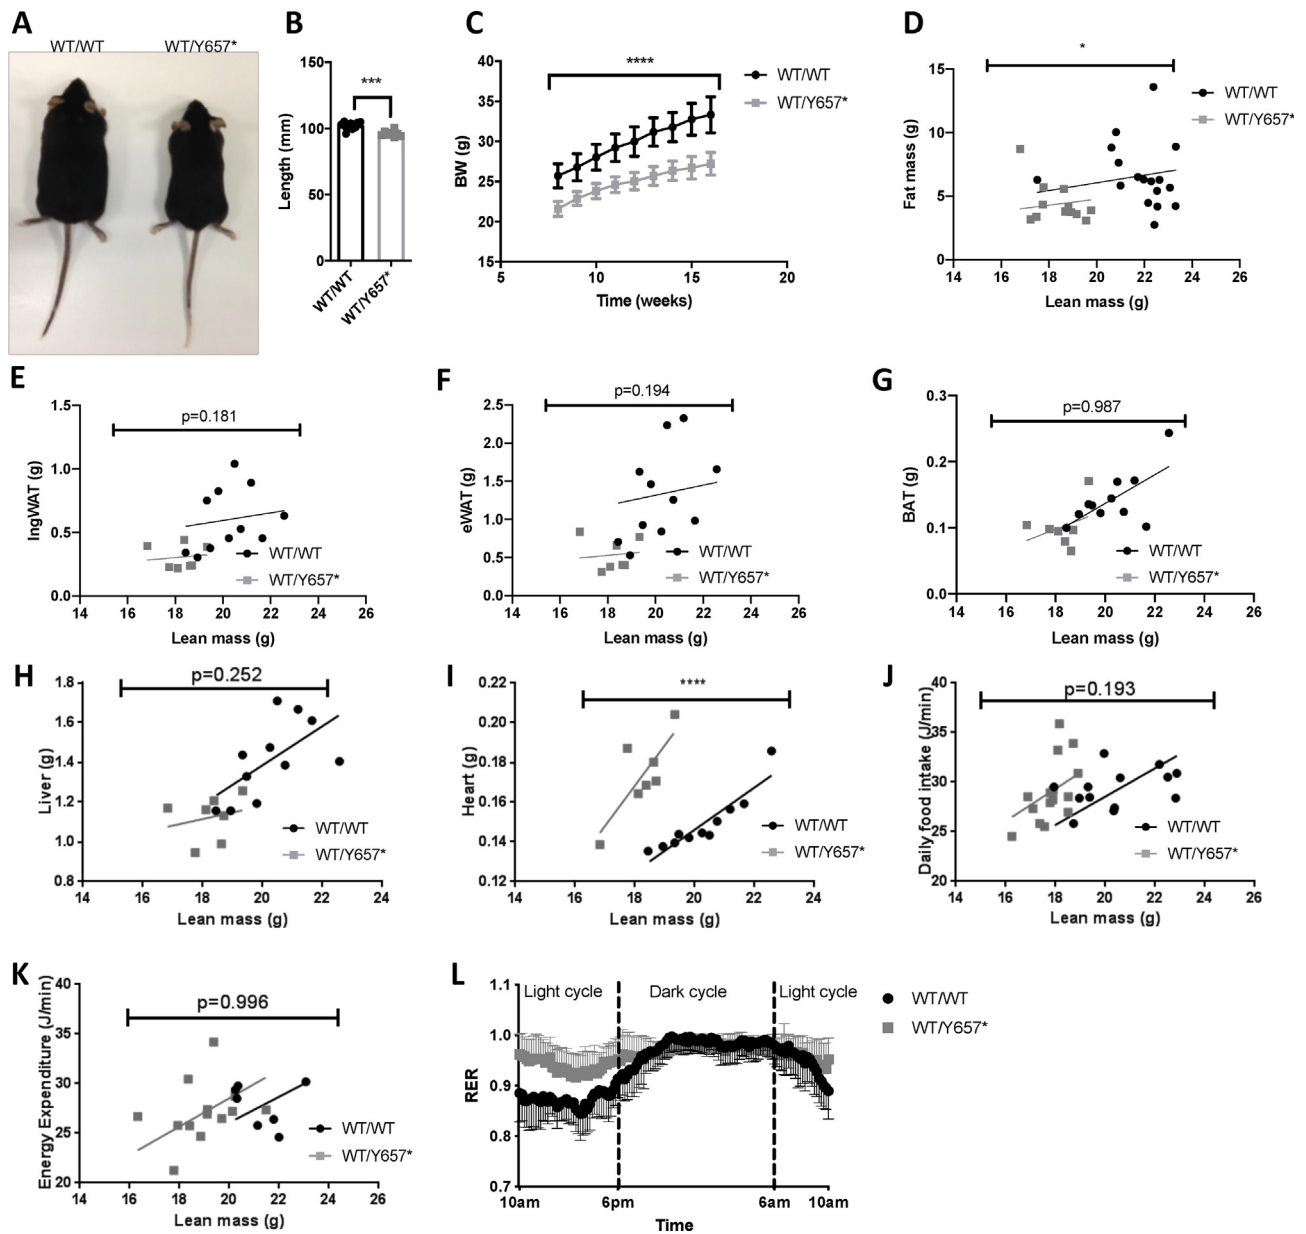 A
WT/WT
WT/Y657*
B
150
100
50
0
Length (mm)
***
WT/WT
WT/Y657*
C
40
35
30
25
20
15
BW (g)
****
5
10
15
20
Time (weeks)
WT/WT
WT/Y657*
D
*
15
10
5
0
Fat mass (g)
14
16
18
20
22
24
26
Lean mass (g)
WT/WT
WT/Y657*
E
p=0.181
1.5
1.0
0.5
0.0
IngWAT (g)
14
16
18
20
22
24
26
Lean mass (g)
WT/WT
WT/Y657*
F
p=0.194
2.5
2.0
1.5
1.0
0.5
0.0
eWAT (g)
14
16
18
20
22
24
26
Lean mass (g)
WT/WT
WT/Y657*
G
p=0.987
0.3
0.2
0.1
0.0
BAT (g)
14
16
18
20
22
24
26
Lean mass (g)
WT/WT
WT/Y657*
H
p=0.252
1.8
1.6
1.4
1.2
1.0
0.8
Liver (g)
14
16
18
20
22
24
Lean mass (g)
WT/WT
WT/Y657*
I
****
0.22
0.20
0.18
0.16
0.14
0.12
Heart (g)
14
16
18
20
22
24
Lean mass (g)
WT/WT
WT/Y657*
J
p=0.193
40
35
30
25
20
Daily food intake (J/min)
14
16
18
20
22
24
26
Lean mass (g)
WT/WT
WT/Y657*
K
p=0.996
40
35
30
25
20
Energy Expenditure (J/min)
14
16
18
20
22
24
26
Lean mass (g)
WT/WT
WT/Y657*
L
1.1
1.0
0.9
0.8
0.7
RER
Light cycle
Dark cycle
Light cycle
10am
6pm
6am
10am
Time
WT/WT
WT/Y657*